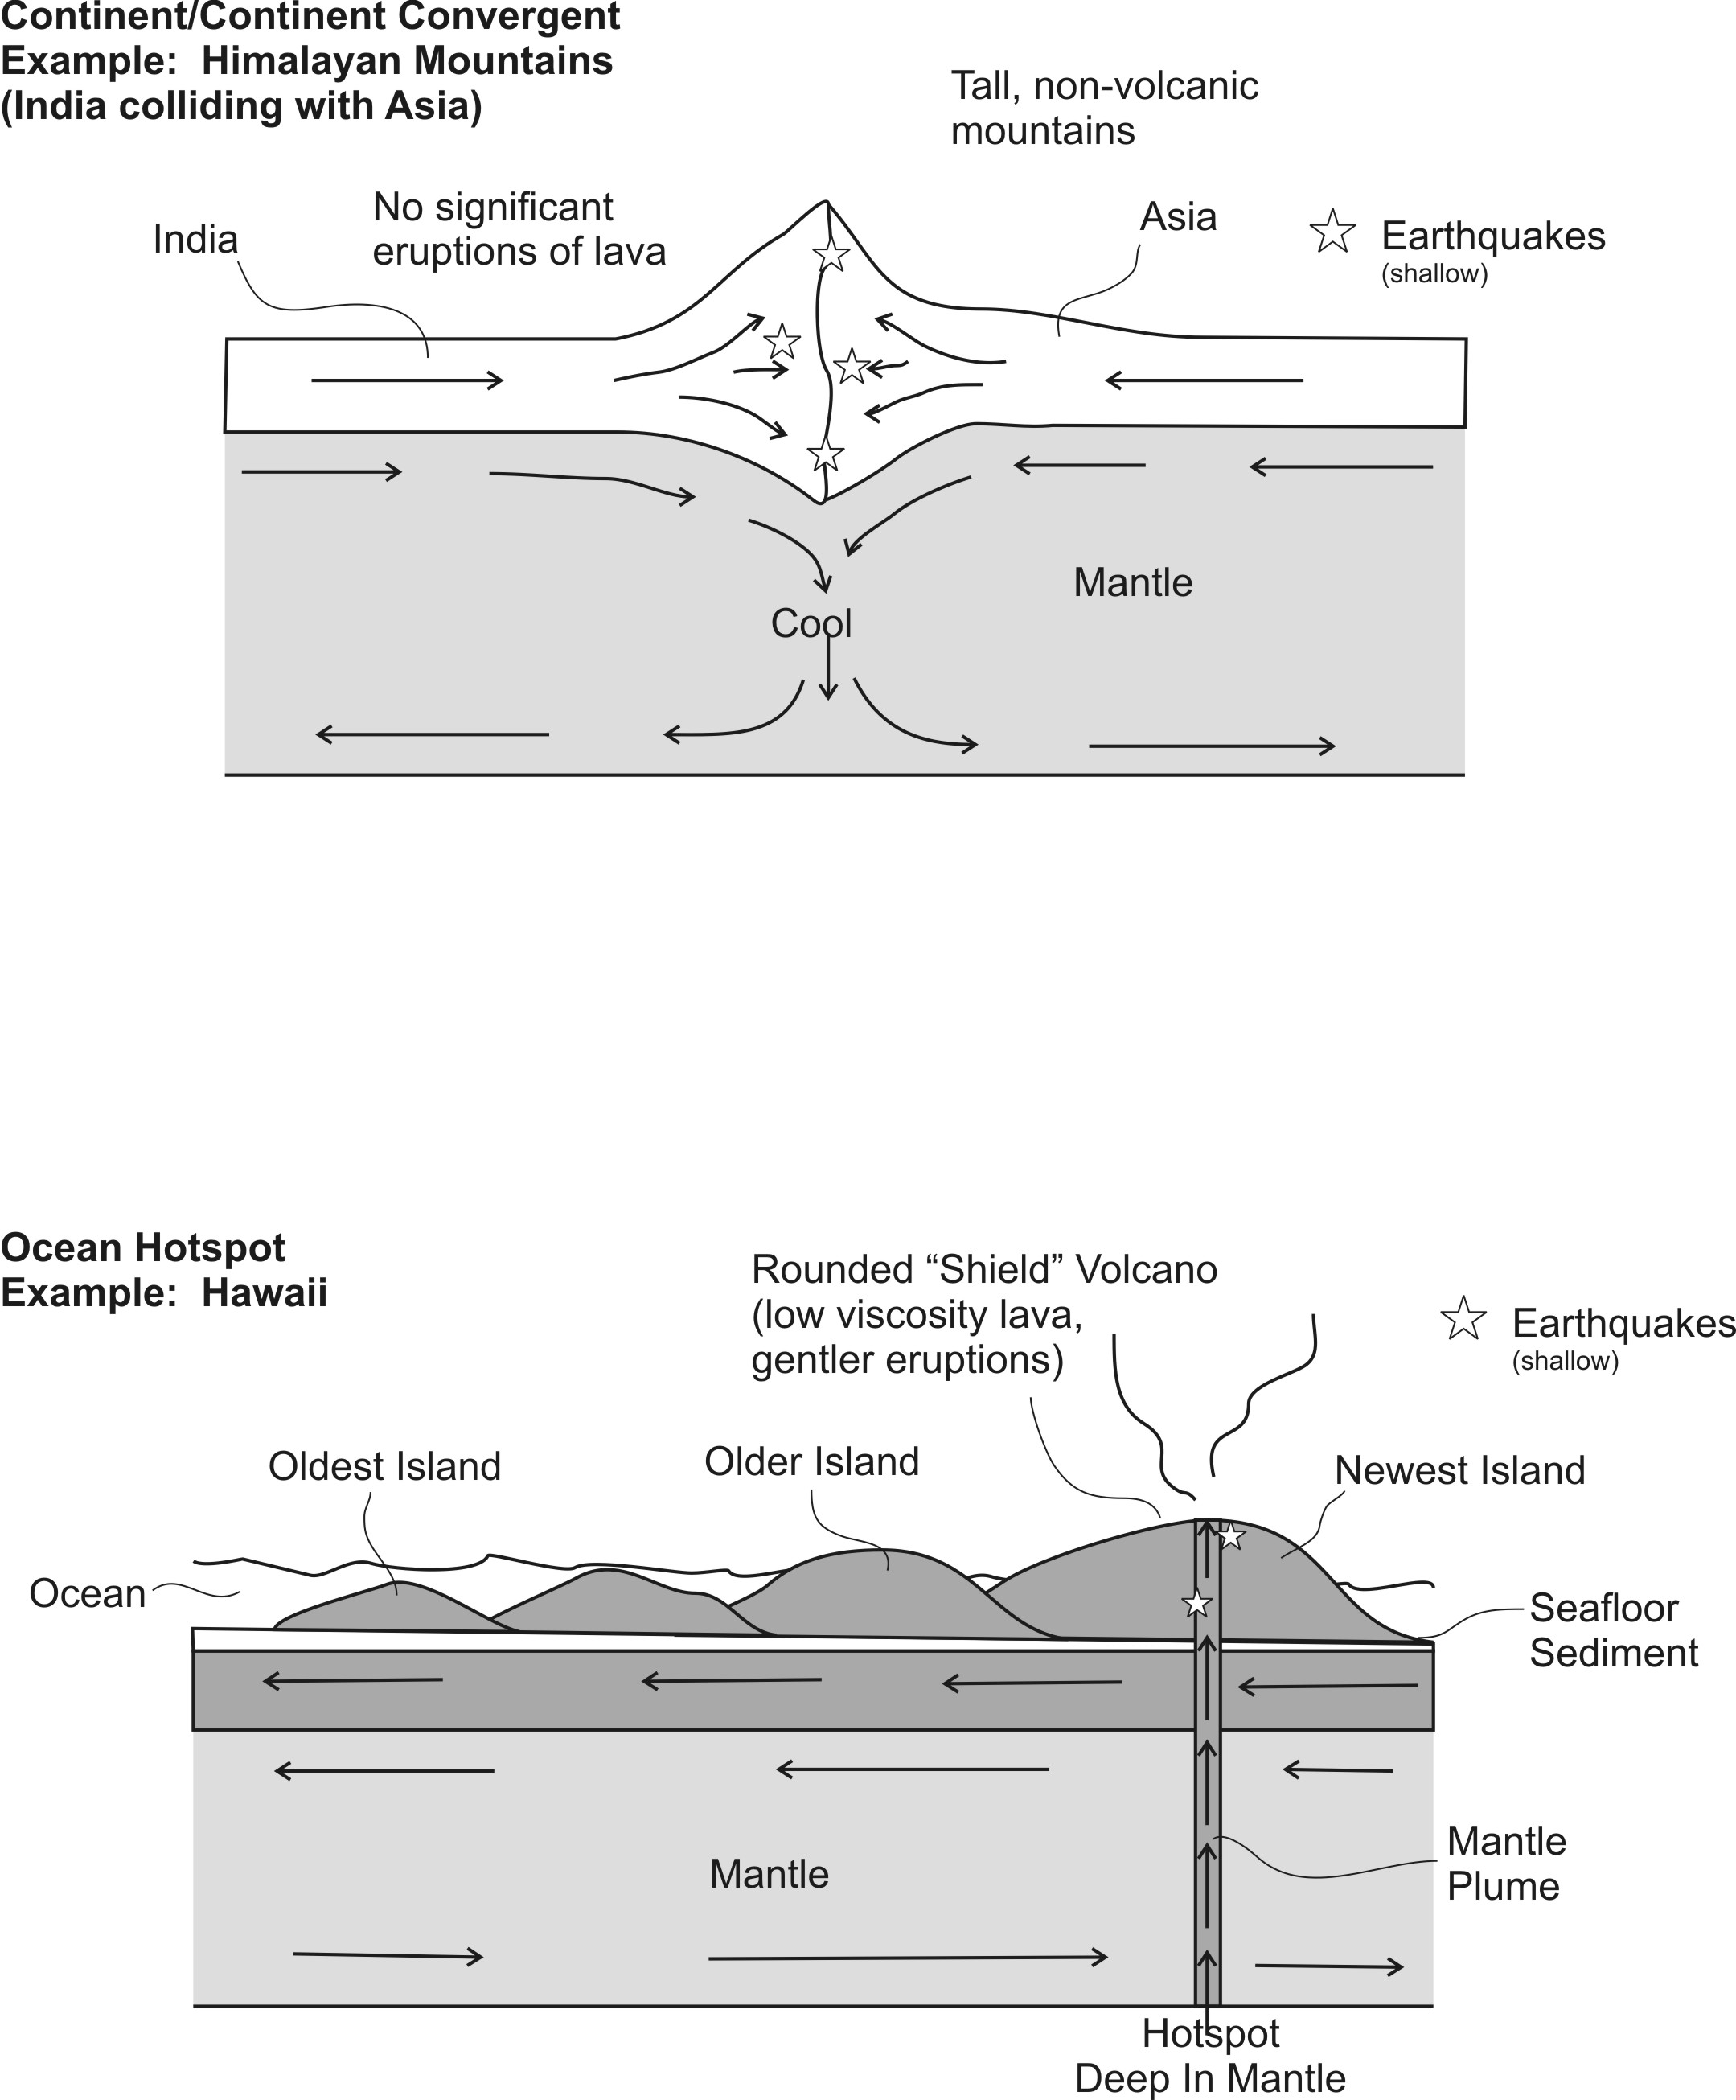 Continent/Continent Convergent
Example:  Himalayan Mountains
(India colliding with Asia)
Tall, non-volcanic
mountains
No significant
eruptions of lava
India
Asia
Earthquakes
(shallow)
Mantle
Cool
Ocean Hotspot
Example:  Hawaii
Rounded “Shield” Volcano
(low viscosity lava,
gentler eruptions)
Earthquakes
(shallow)
Oldest Island
Older Island
Newest Island
Ocean
Seafloor
Sediment
Mantle
Plume
Mantle
Hotspot
Deep In Mantle